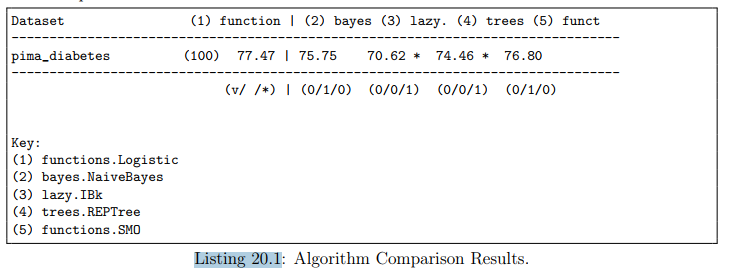 Dataset (1) function | (2) bayes (3) lazy. (4) trees (5) funct
--------------------------------------------------------------------------------
pima_diabetes (100) 77.47 | 75.75 70.62 * 74.46 * 76.80
--------------------------------------------------------------------------------
(v/ /*) | (0/1/0) (0/0/1) (0/0/1) (0/1/0)
Key:
(1) functions.Logistic
(2) bayes.NaiveBayes
(3) lazy.IBk
(4) trees.REPTree
(5) functions.SMO
Listing 20.1: Algorithm Comparison Results.